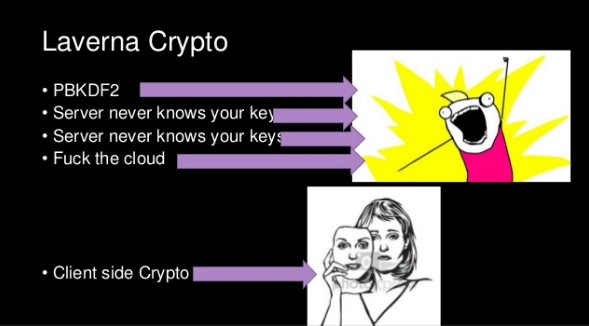 Laverna Crypto
• PBKDF2
• Server never knows your key
• Server never knows your keys
• Fuck the cloud
• Client side Crypto